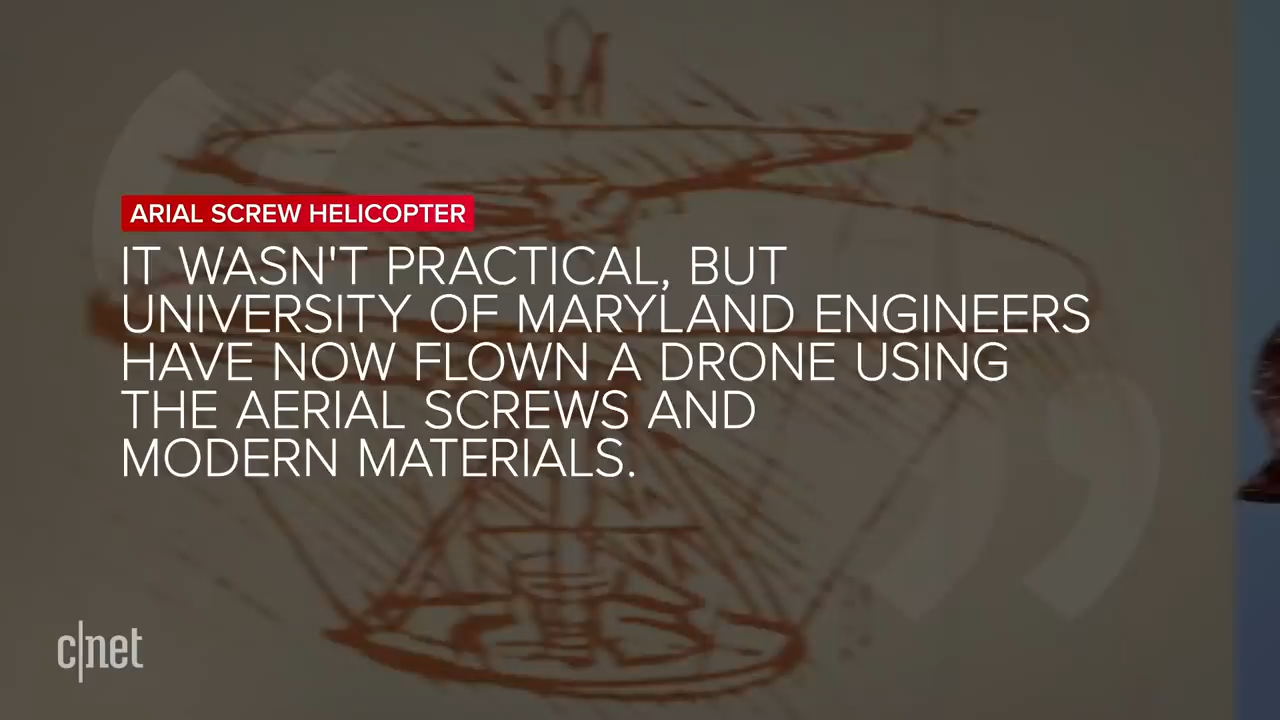 ARIAL SCREW HELICOPTER
IT WASN'T PRACTICAL, BUT
UNIVERSITY OF MARYLAND ENGINEERS
HAVE NOW FLOWN A DRONE USING
THE AERIAL SCREWS AND
MODERN MATERIALS.
c|net